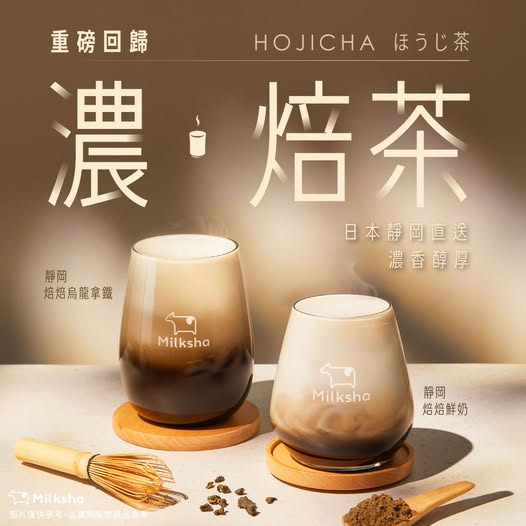 重磅回歸
HOJICHA ほうじ茶
濃·焙茶
日本靜岡直送
濃香醇厚
靜岡
焙焙烏龍拿鐵
Milksha
Milksha
靜岡
焙焙鮮奶
Milksha